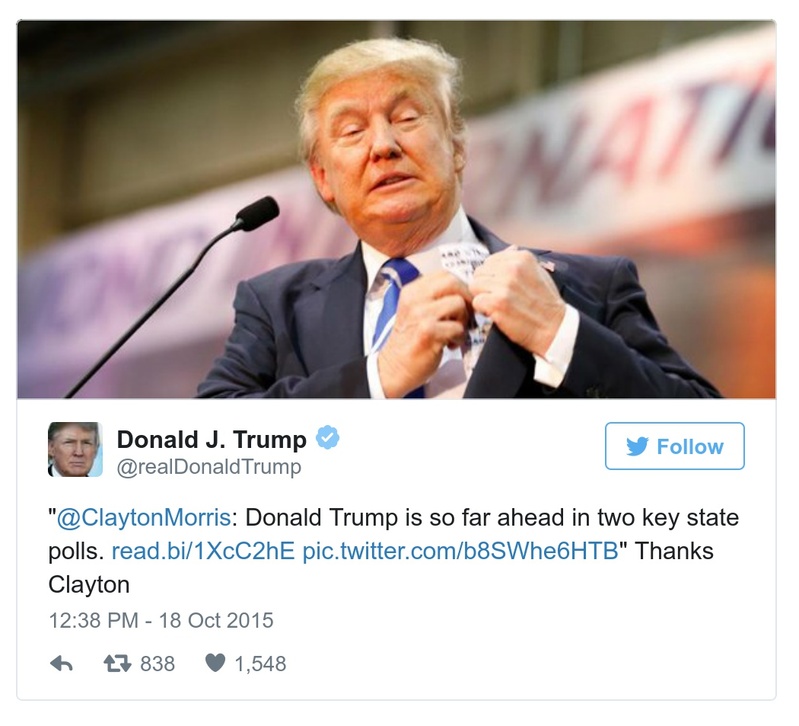 Donald J. Trump
@realDonaldTrump
Follow
"@ClaytonMorris: Donald Trump is so far ahead in two key state
polls. read.bi/1XcC2hE pic.twitter.com/b8SWhe6HTB" Thanks
Clayton
12:38 PM - 18 Oct 2015
838 1,548